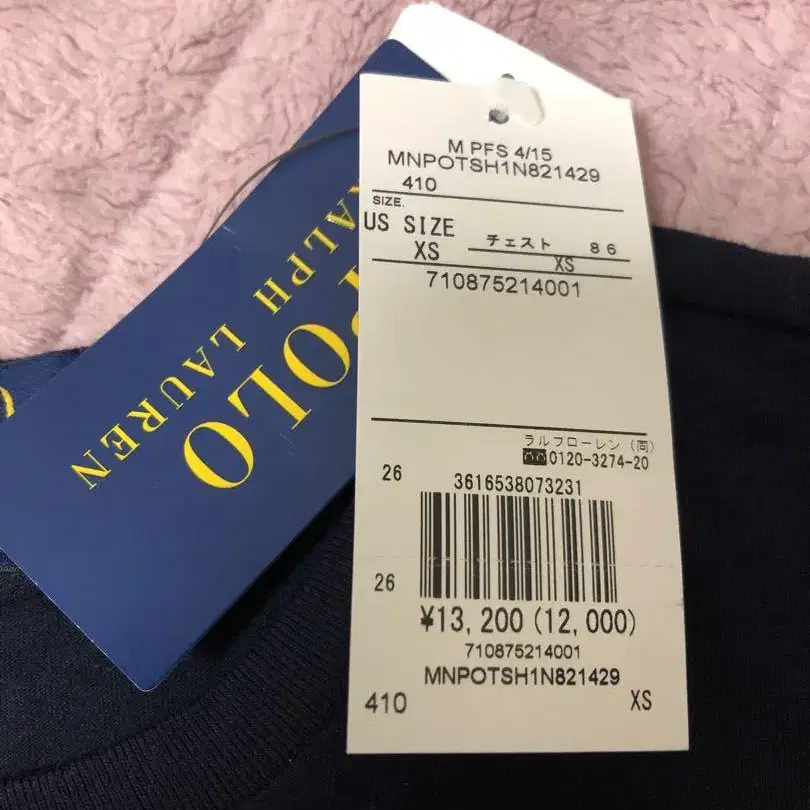 M PFS 4/15
MNPOTSH1N821429
410
SIZE.
US SIZE
XS
チェスト 86
XS
710875214001
ラルフローレン(同)
0120-3274-20
26
3616538073231
26
¥13,200(12,000)
710875214001
MNPOTSH1N821429
410 XS
POLO
RALPH LAUREN